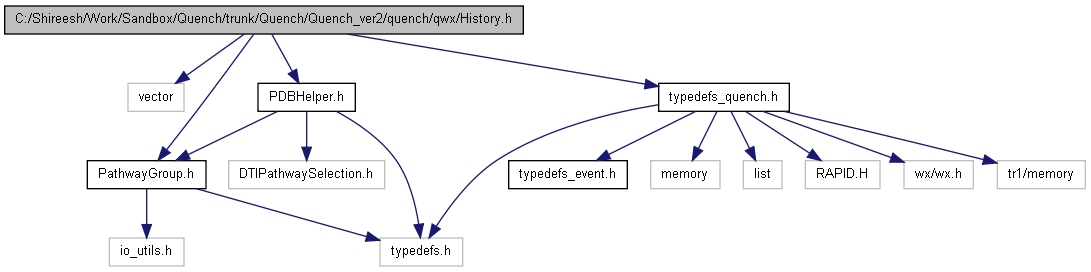 C:/Shireesh/Work/Sandbox/Quench/trunk/Quench/Quench_ver2/quench/qwx/History.h
vector
PDBHelper.h
typedefs_quench.h
PathwayGroup.h
DTIPathwaySelection.h
typedefs_event.h
memory
list
RAPID.H
wx/wx.h
tr1/memory
io_utils.h
typedefs.h